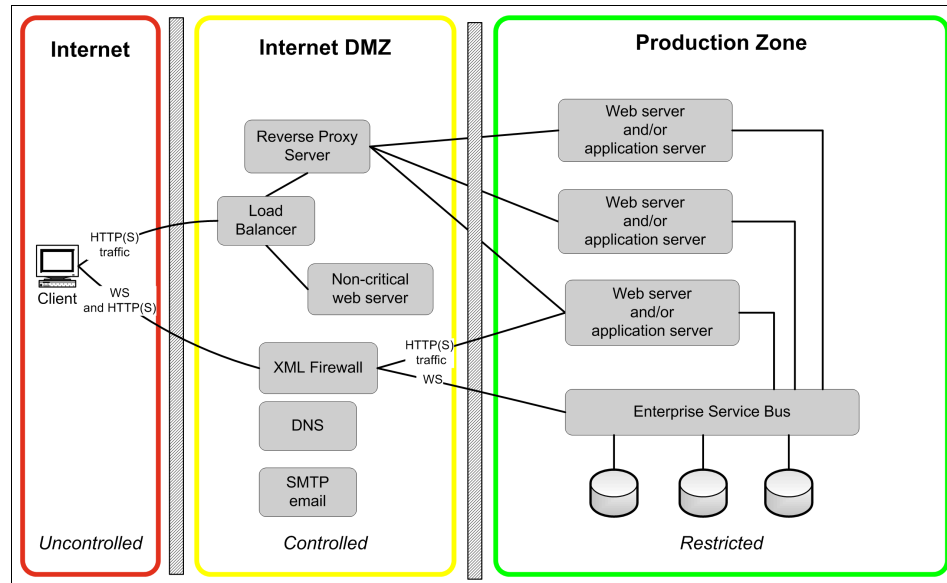 Internet
Internet DMZ
Production Zone
Reverse Proxy
Server
Load
Balancer
Non-critical
web server
HTTP(S)
traffic
Client
WS
and HTTP(S)
XML Firewall
DNS
SMTP
email
HTTP(S)
traffic
WS
Web server
and/or
application server
Web server
and/or
application server
Web server
and/or
application server
Enterprise Service Bus
Uncontrolled
Controlled
Restricted